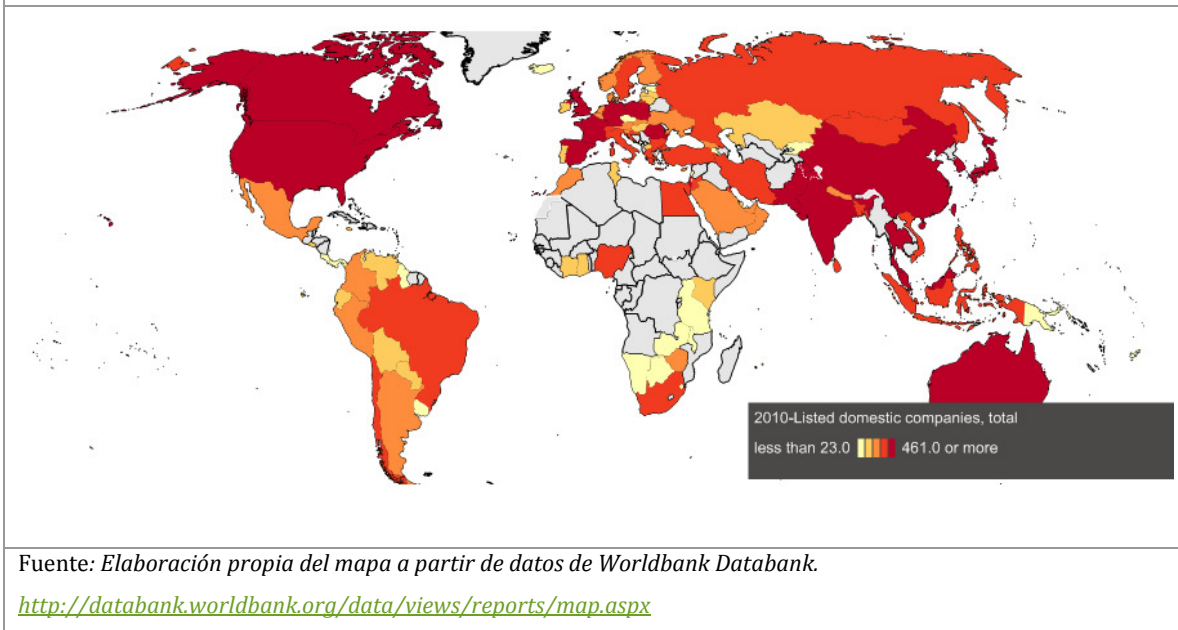 2010-Listed domestic companies, total
less than 23.0 461.0 or more
Fuente: Elaboración propia del mapa a partir de datos de Worldbank Databank.
http://databank.worldbank.org/data/views/reports/map.aspx